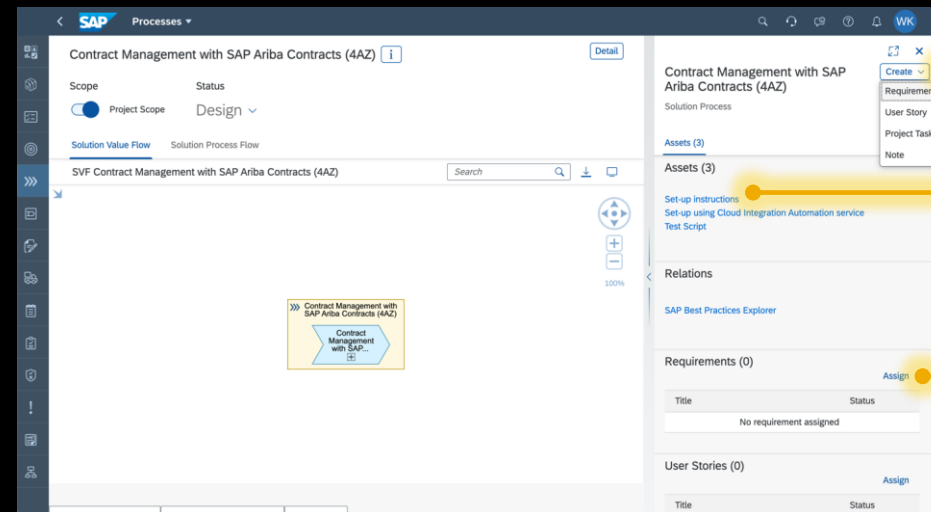 SAP Processes
WK
Contract Management with SAP Ariba Contracts (4AZ) i
Detail
Scope
Status
Project Scope
Design
Solution Value Flow
Solution Process Flow
SVF Contract Management with SAP Ariba Contracts (4AZ)
Search
100%
Contract Management with
SAP Ariba Contracts (4AZ)
Contract
Management
with SAP...
Contract Management with SAP
Ariba Contracts (4AZ)
Solution Process
Create
Requiremen
User Story
Project Task
Note
Assets (3)
Assets (3)
Set-up instructions
Set-up using Cloud Integration Automation service
Test Script
Relations
SAP Best Practices Explorer
Requirements (0)
Assign
Title Status
No requirement assigned
User Stories (0)
Assign
Title Status